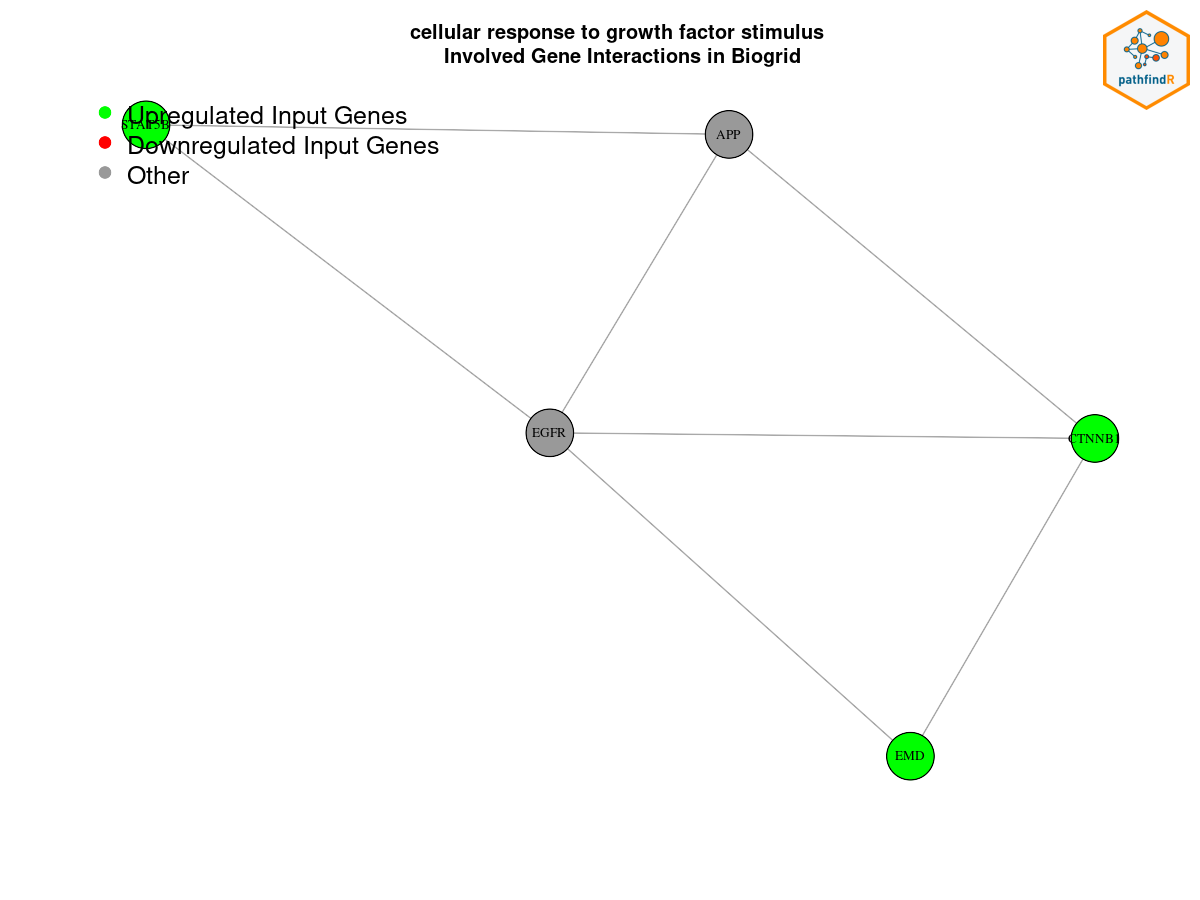 cellular response to growth factor stimulus
Involved Gene Interactions in Biogrid
pathfindR
Upregulated Input Genes
STAT5B
Downregulated Input Genes
Other
APP
EGFR
CTNNB1
EMD